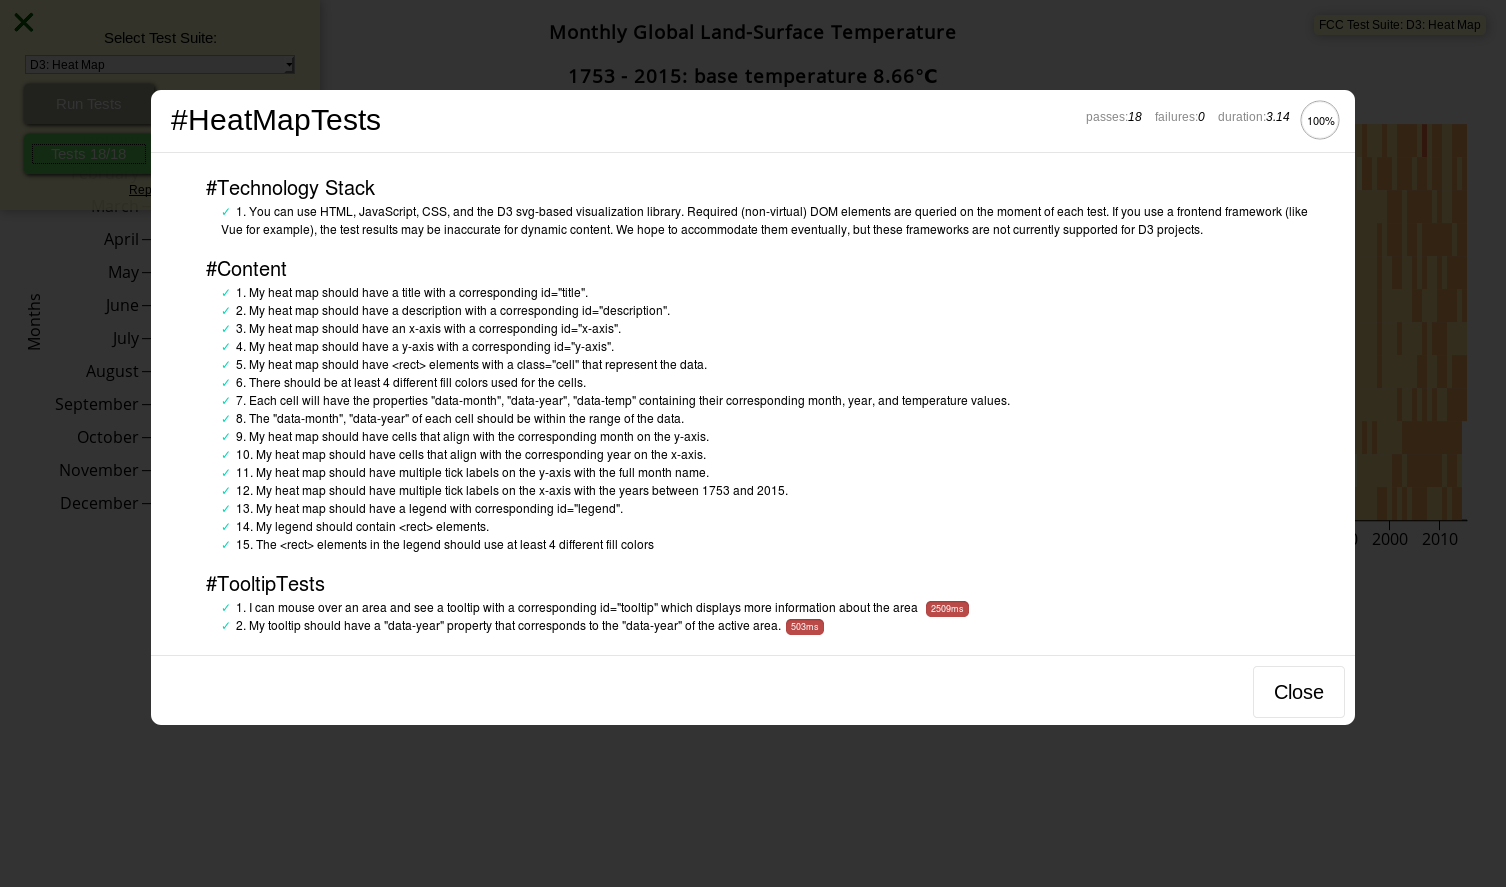 Select Test Suite:
D3: Heat Map
Run Tests
Tests 18/18
Rep
Monthly Global Land-Surface Temperature
1753 - 2015: base temperature 8.66℃
FCC Test Suite: D3: Heat Map
#HeatMapTests
passes:18 failures:0 duration:3.14 100%
#Technology Stack
✓ 1. You can use HTML, JavaScript, CSS, and the D3 svg-based visualization library. Required (non-virtual) DOM elements are queried on the moment of each test. If you use a frontend framework (like
Vue for example), the test results may be inaccurate for dynamic content. We hope to accommodate them eventually, but these frameworks are not currently supported for D3 projects.
#Content
✓ 1. My heat map should have a title with a corresponding id="title".
✓ 2. My heat map should have a description with a corresponding id="description".
✓ 3. My heat map should have an x-axis with a corresponding id="x-axis".
✓ 4. My heat map should have a y-axis with a corresponding id="y-axis".
✓ 5. My heat map should have <rect> elements with a class="cell" that represent the data.
✓ 6. There should be at least 4 different fill colors used for the cells.
✓ 7. Each cell will have the properties "data-month", "data-year", "data-temp" containing their corresponding month, year, and temperature values.
✓ 8. The "data-month", "data-year" of each cell should be within the range of the data.
✓ 9. My heat map should have cells that align with the corresponding month on the y-axis.
✓ 10. My heat map should have cells that align with the corresponding year on the x-axis.
✓ 11. My heat map should have multiple tick labels on the y-axis with the full month name.
✓ 12. My heat map should have multiple tick labels on the x-axis with the years between 1753 and 2015.
✓ 13. My heat map should have a legend with corresponding id="legend".
✓ 14. My legend should contain <rect> elements.
✓ 15. The <rect> elements in the legend should use at least 4 different fill colors
#TooltipTests
✓ 1. I can mouse over an area and see a tooltip with a corresponding id="tooltip" which displays more information about the area 2509ms
✓ 2. My tooltip should have a "data-year" property that corresponds to the "data-year" of the active area. 503ms
Close
Months
March
April
May
June
July
August
September
October
November
December
2000 2010